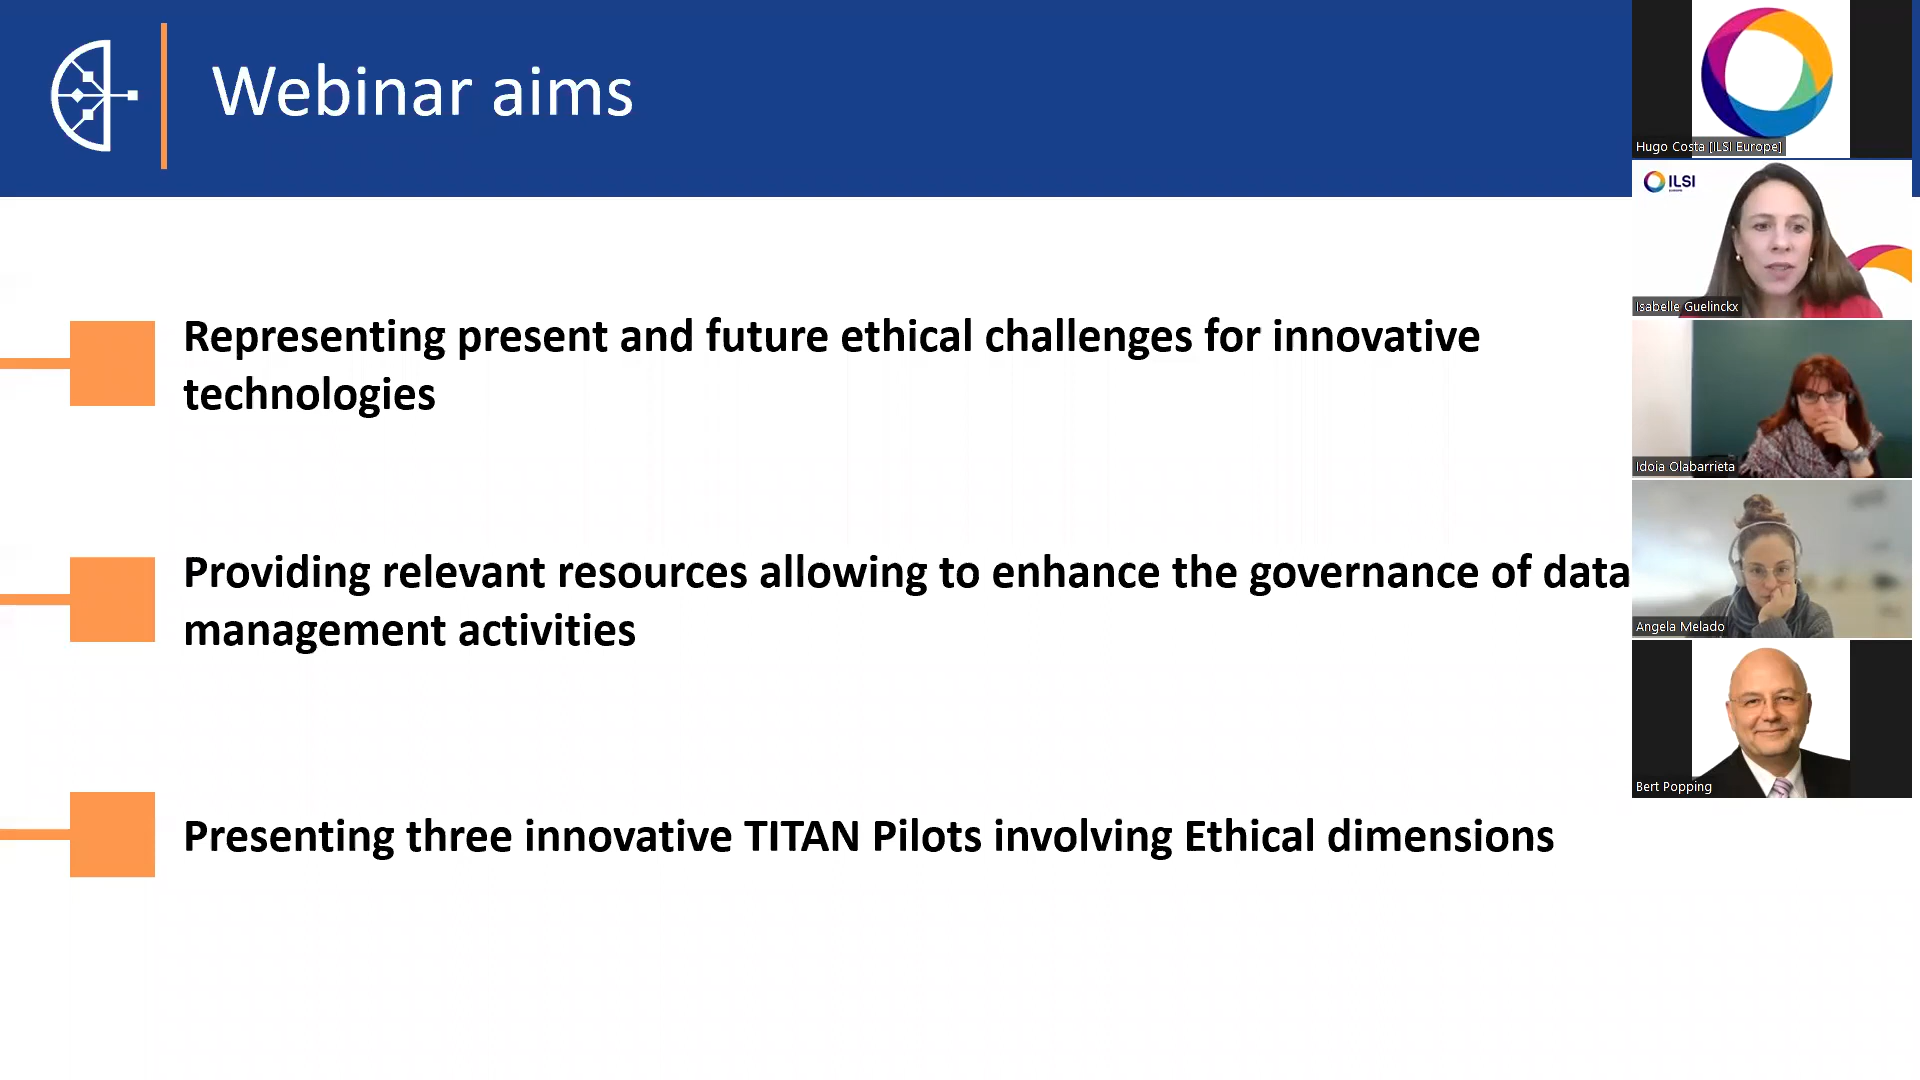 Webinar aims
Representing present and future ethical challenges for innovative
technologies
Providing relevant resources allowing to enhance the governance of data
management activities
Presenting three innovative TITAN Pilots involving Ethical dimensions
Hugo Costa [ILSI Europe]
ILSI
Isabelle Guelinckx
Idoia Olabarrieta
Angela Melado
Bert Popping